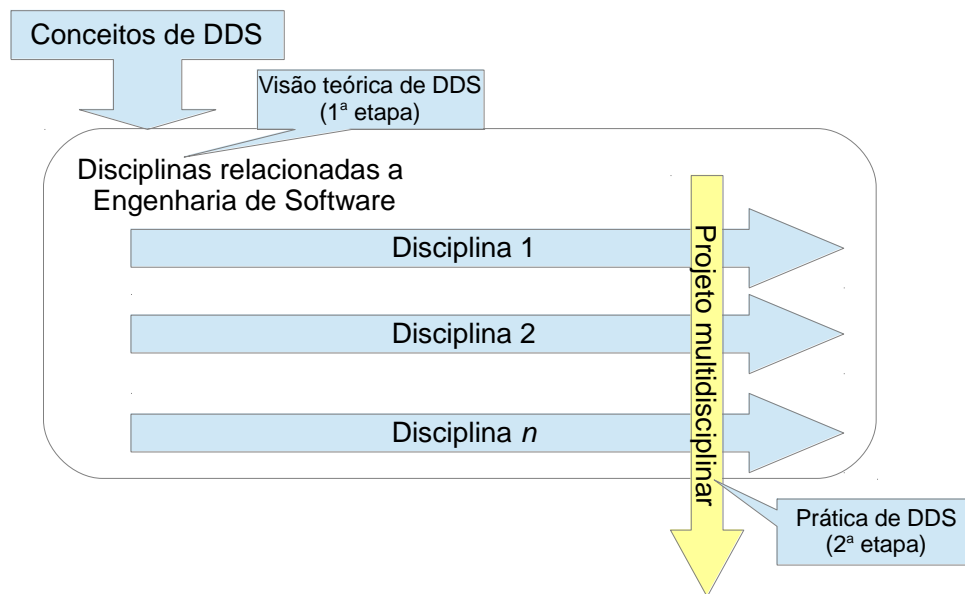 Conceitos de DDS
Visão teórica de DDS
(1ª etapa)
Disciplinas relacionadas a
Engenharia de Software
Disciplina 1
Disciplina 2
Disciplina n
Projeto multidisciplinar
Prática de DDS
(2ª etapa)